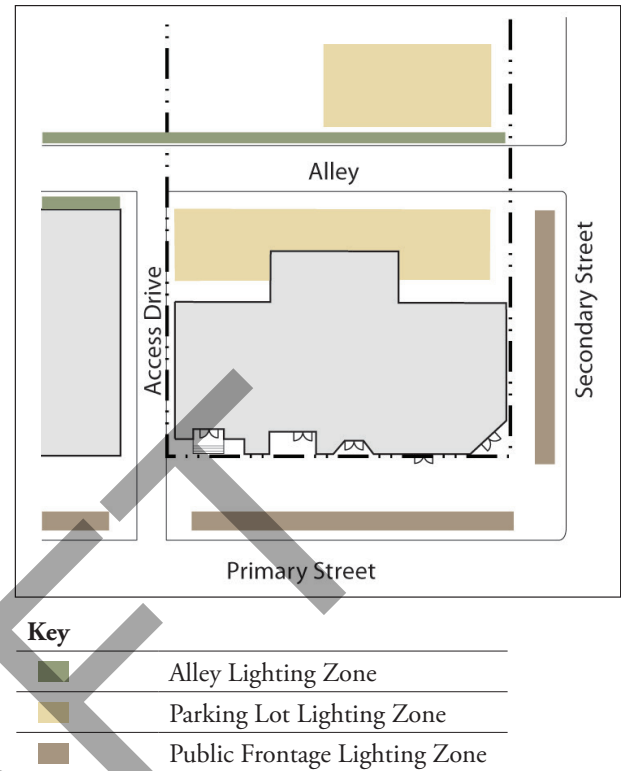 Alley
Access Drive
Secondary Street
Primary Street
Key
Alley Lighting Zone
Parking Lot Lighting Zone
Public Frontage Lighting Zone